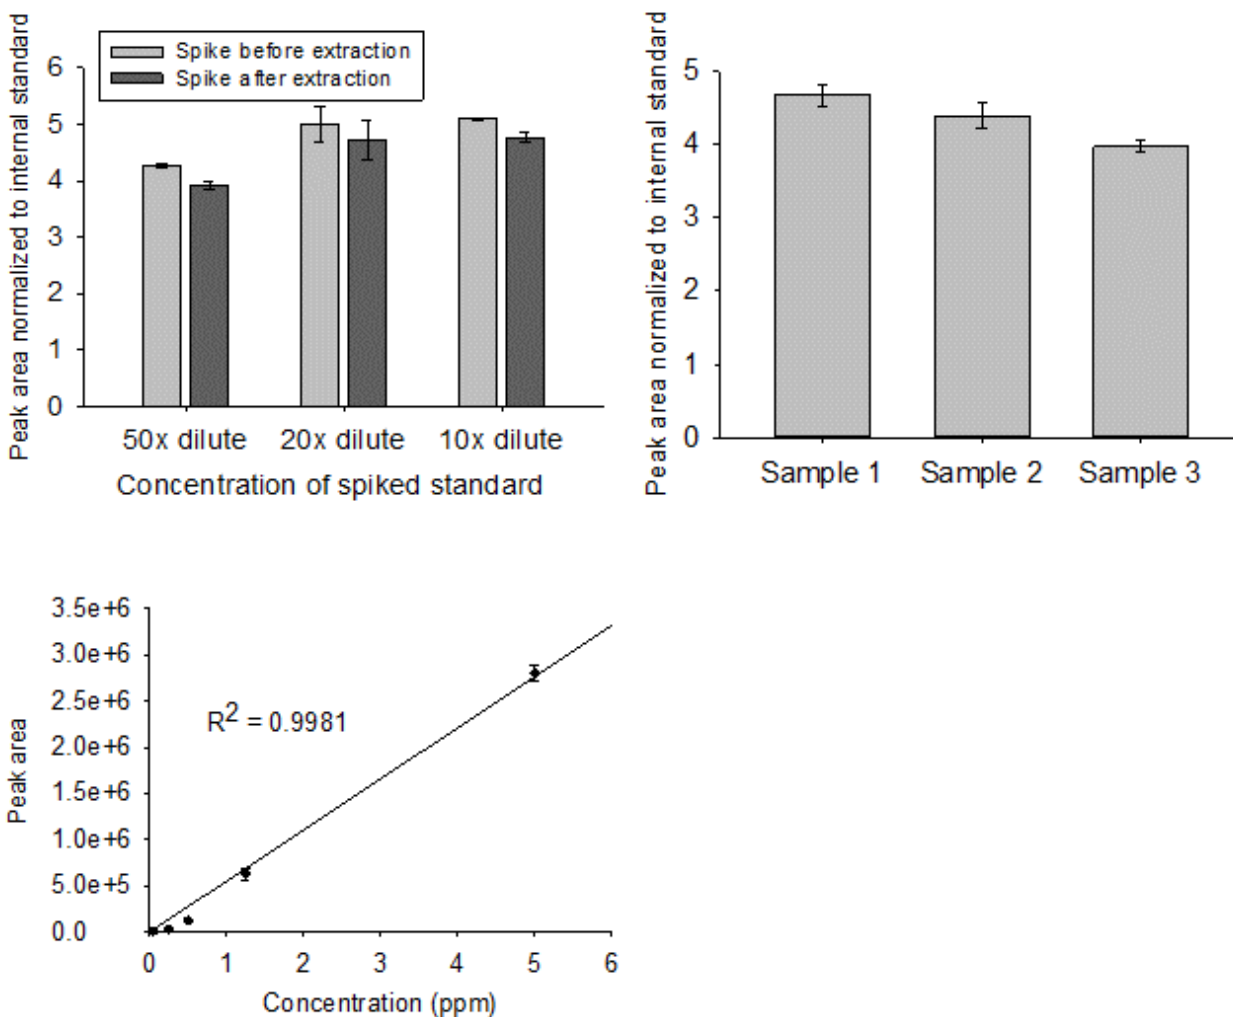 Peak area normalized to internal standard
Spike before extraction
Spike after extraction
6
5
4
3
2
1
0
50x dilute 20x dilute 10x dilute
Concentration of spiked standard
Peak area normalized to internal standard
5
4
3
2
1
0
Sample 1 Sample 2 Sample 3
Peak area
3.5e+6
3.0e+6
2.5e+6
2.0e+6
1.5e+6
1.0e+6
5.0e+5
0.0
R² = 0.9981
0 1 2 3 4 5 6
Concentration (ppm)